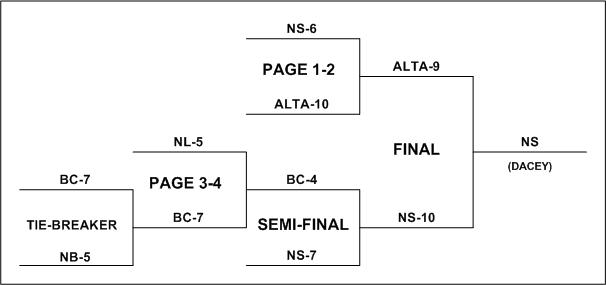 NS-6
PAGE 1-2
ALTA-9
ALTA-10
NL-5
FINAL
NS
(DACEY)
BC-7
PAGE 3-4
BC-4
TIE-BREAKER
BC-7
SEMI-FINAL
NS-10
NB-5
NS-7